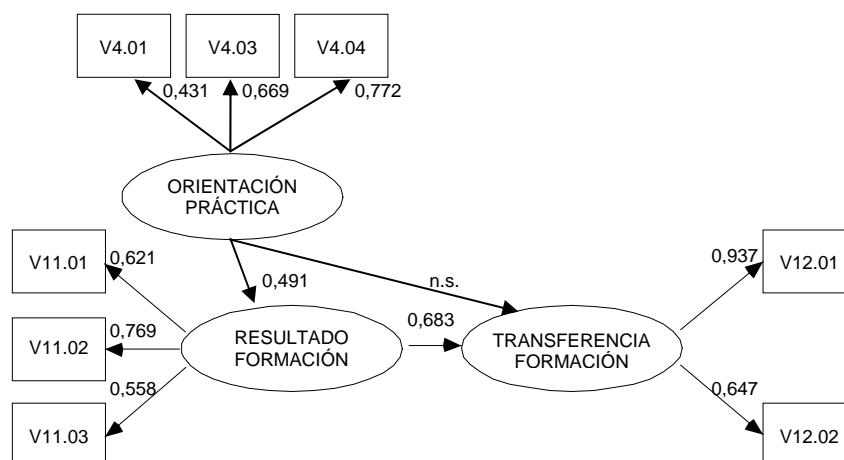 V4.01
V4.03
V4.04
0,431
0,669
0,772
ORIENTACIÓN
PRÁCTICA
V11.01
0,621
0,491
n.s.
0,937
V12.01
V11.02
0,769
RESULTADO
FORMACIÓN
0,683
TRANSFERENCIA
FORMACIÓN
0,558
0,647
V11.03
V12.02